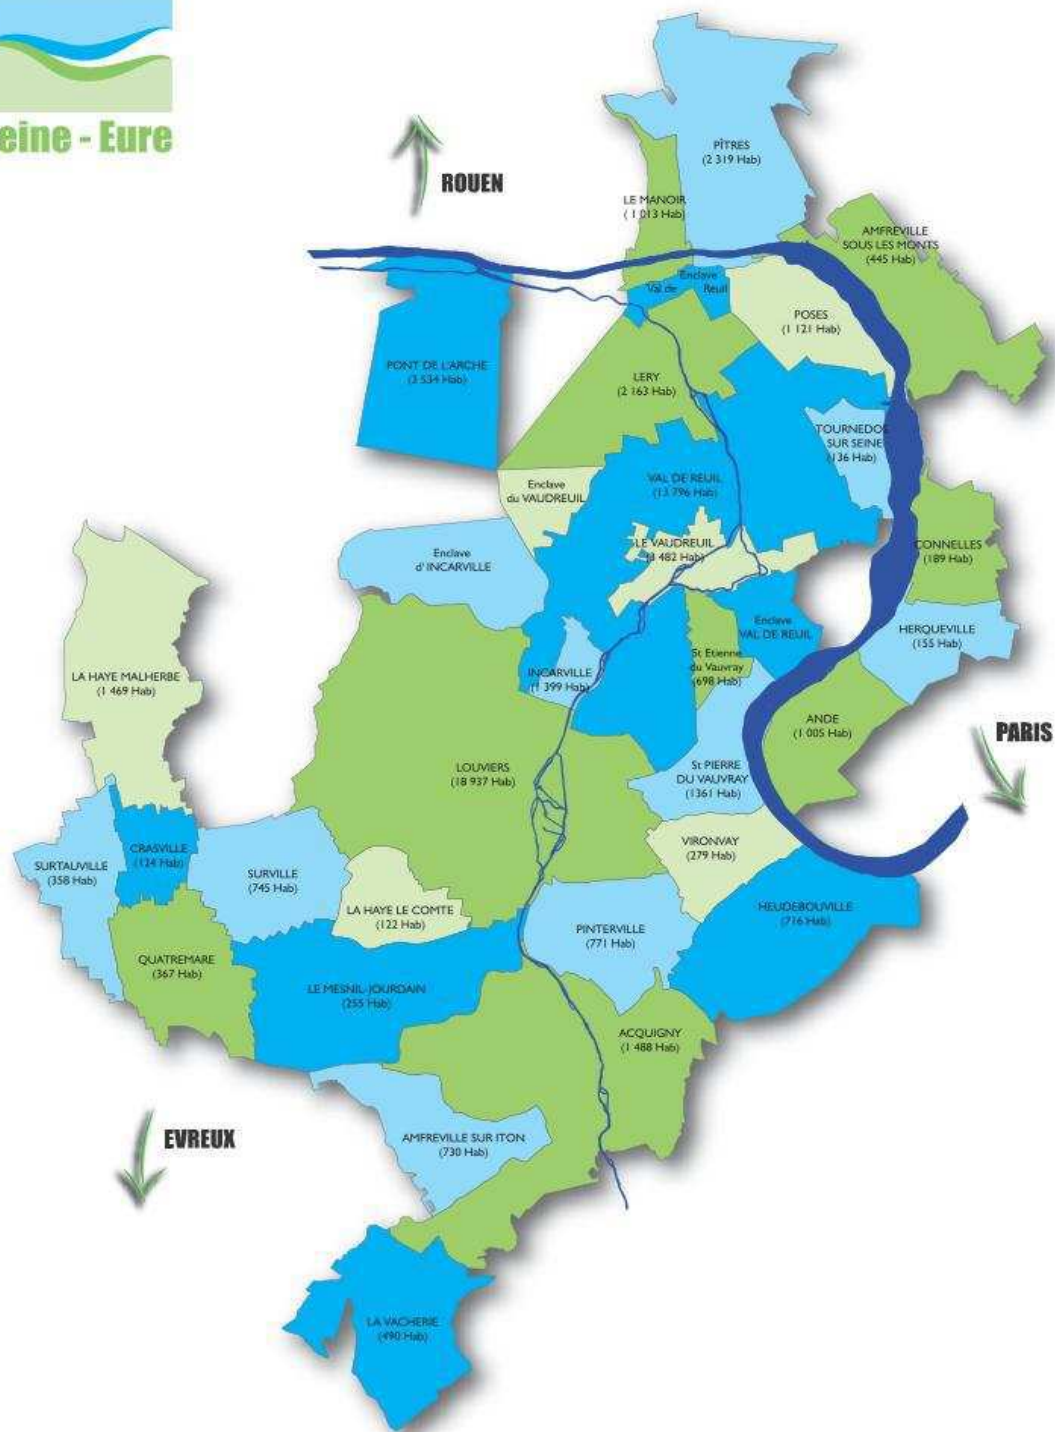 eine - Eure
ROUEN
PÎTRES
(2 319 Hab)
LE MANOIR
(1 013 Hab)
AMFREVILLE
SOUS LES MONTS
(445 Hab)
Enclave
Val de Reuil
POSES
(1 121 Hab)
PONT DE L'ARCHE
(3 534 Hab)
LERY
(2 163 Hab)
TOURNEDOS
SUR SEINE
(136 Hab)
Enclave
du VAUDREUIL
VAL DE REUIL
(13 796 Hab)
LE VAUDREUIL
(3 482 Hab)
Enclave
d' INCARVILLE
CONNELLES
(189 Hab)
Enclave
VAL DE REUIL
HERQUEVILLE
(155 Hab)
LA HAYE MALHERBE
(1 469 Hab)
INCARVILLE
(1 399 Hab)
St Etienne
du Vauvray
(698 Hab)
ANDE
(1 005 Hab)
PARIS
LOUVIERS
(18 937 Hab)
St PIERRE
DU VAUVRAY
(1361 Hab)
VIRONVAY
(279 Hab)
SURTAUVILLE
(358 Hab)
CRASVILLE
(124 Hab)
SURVILLE
(745 Hab)
LA HAYE LE COMTE
(122 Hab)
HEUDEBOUVILLE
(716 Hab)
PINTERVILLE
(771 Hab)
QUATREMARE
(367 Hab)
LE MESNIL-JOURDAIN
(255 Hab)
ACQUIGNY
(1 488 Hab)
EVREUX
AMFREVILLE SUR ITON
(730 Hab)
LA VACHERIE
(490 Hab)